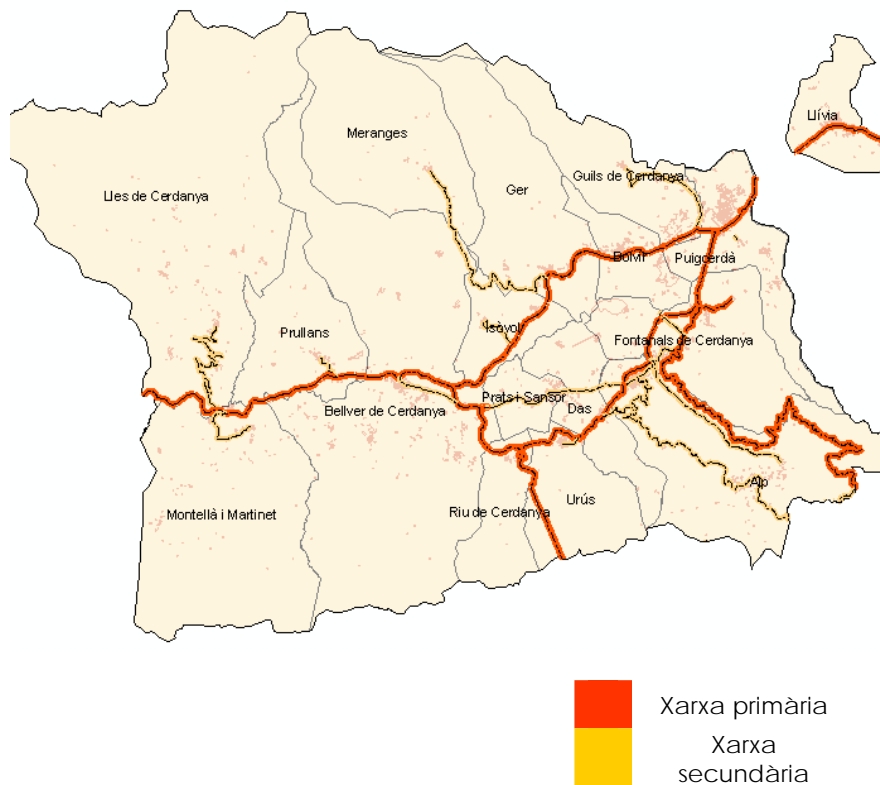 Llívia
Meranges
Guils de Cerdanya
Lles de Cerdanya
Ger
Bolvir
Puigcerdà
Isòvol
Prullans
Fontanals de Cerdanya
Prats i Sansor
Das
Bellver de Cerdanya
Alp
Urús
Riu de Cerdanya
Montellà i Martinet
Xarxa primària
Xarxa
secundària